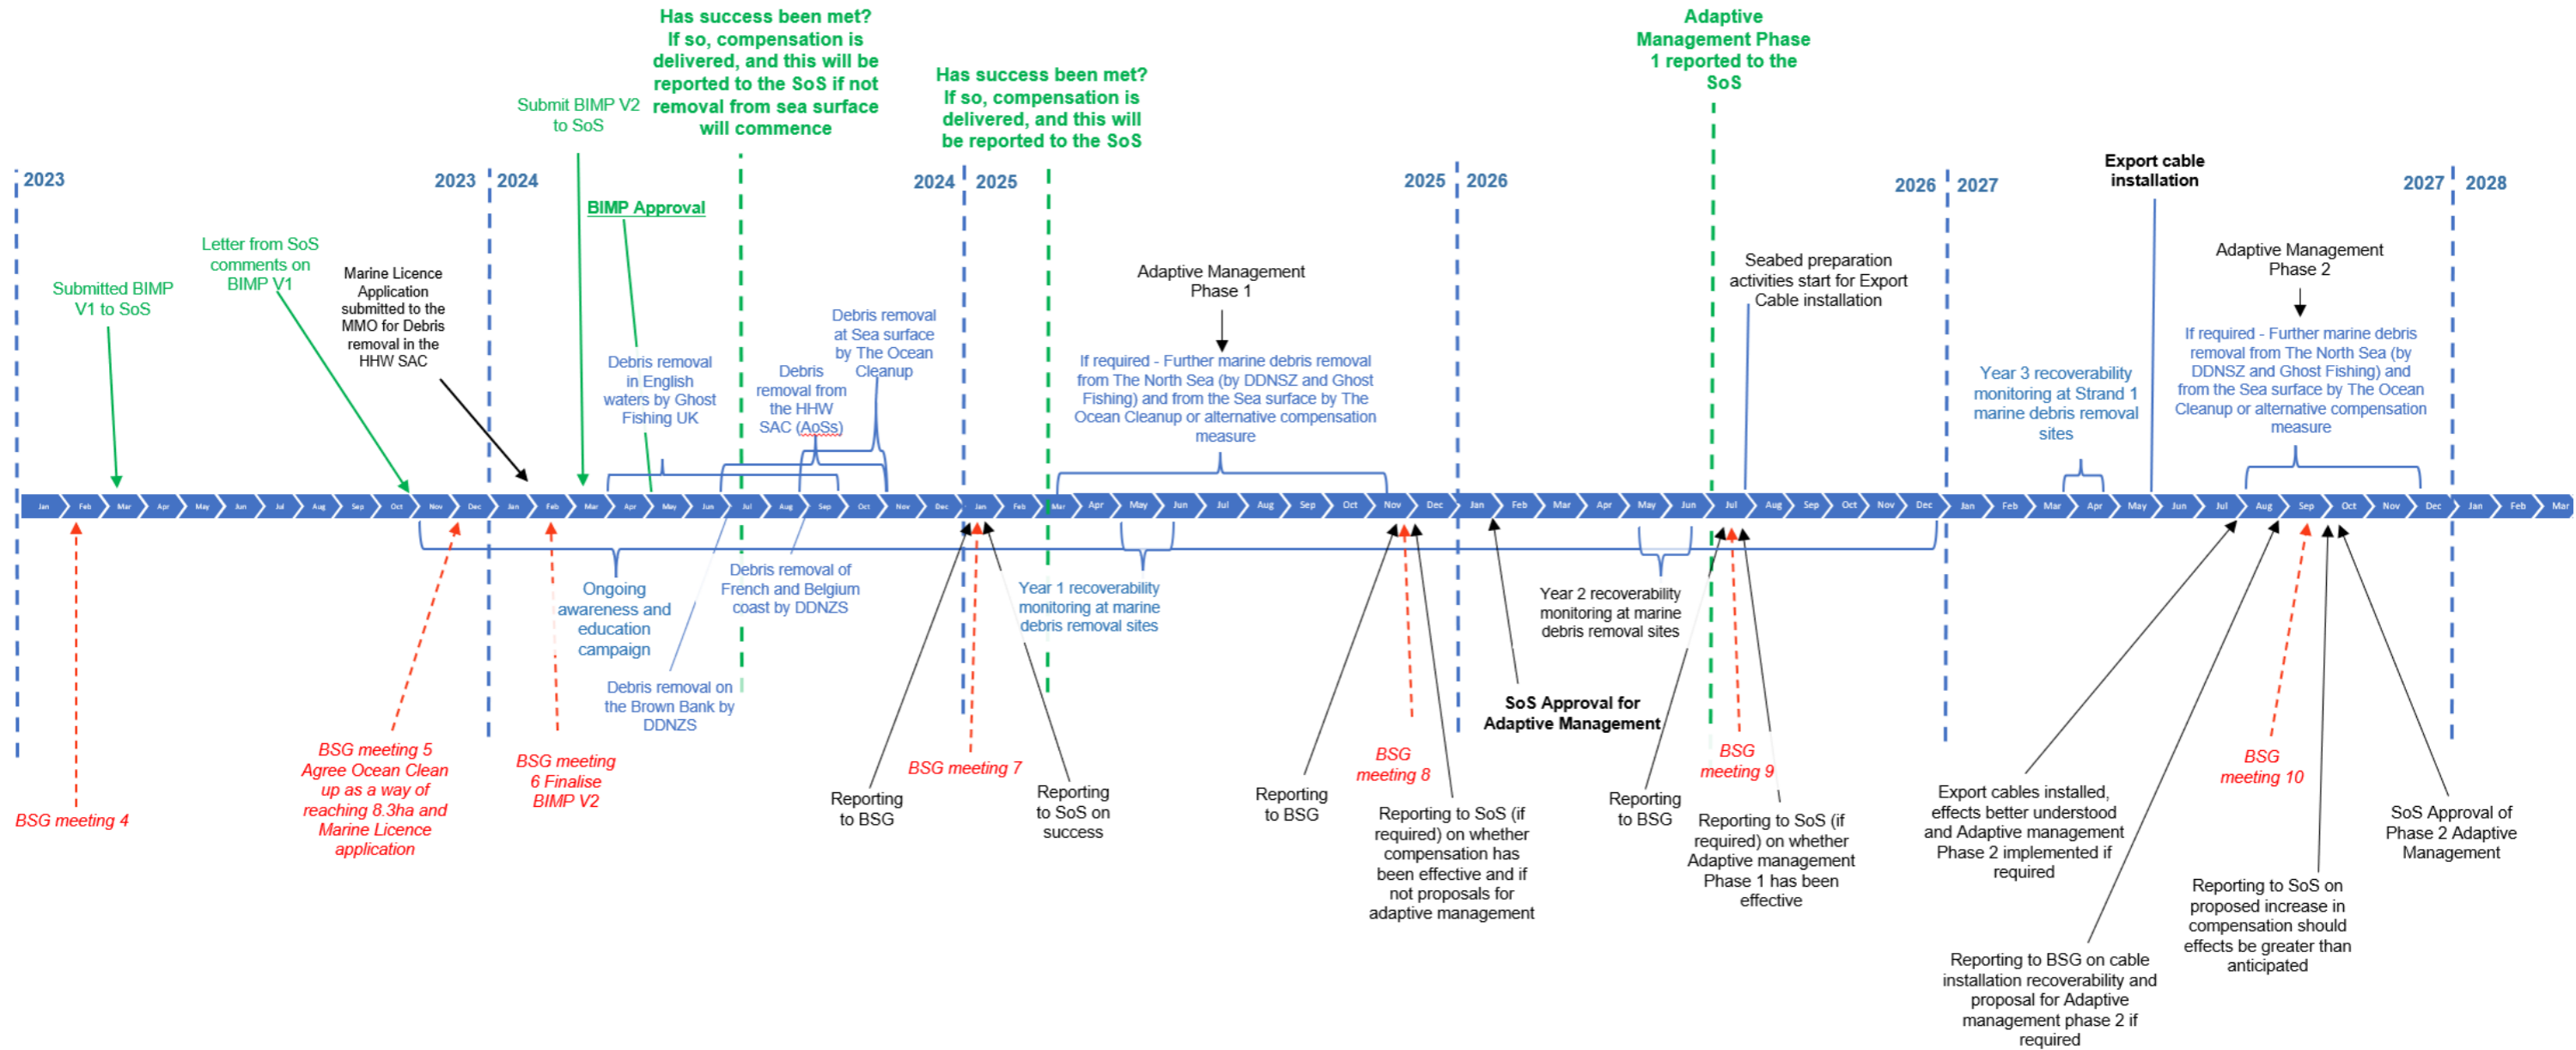 Has success been met?
If so, compensation is
delivered, and this will be
reported to the SoS if not
removal from sea surface
will commence
Has success been met?
If so, compensation is
delivered, and this will
be reported to the SoS
Adaptive
Management Phase
1 reported to the
SoS
Submit BIMP V2
to SoS
BIMP Approval
Export cable
installation
2023
2023
2024
2024
2025
2025
2026
2026
2027
2027
2028
Letter from SoS
comments on
BIMP V1
Submitted BIMP
V1 to SoS
Marine Licence
Application
submitted to the
MMO for Debris
removal in the
HHW SAC
Debris removal
in English
waters by Ghost
Fishing UK
Debris
removal from
the HHW
SAC (AoSs)
Debris removal
at Sea surface
by The Ocean
Cleanup
Adaptive Management
Phase 1
If required - Further marine debris removal
from The North Sea (by DDNSZ and Ghost
Fishing) and from the Sea surface by The
Ocean Cleanup or alternative compensation
measure
Seabed preparation
activities start for Export
Cable installation
Year 3 recoverability
monitoring at Strand 1
marine debris removal
sites
Adaptive Management
Phase 2
If required - Further marine debris
removal from The North Sea (by
DDNSZ and Ghost Fishing) and
from the Sea surface by The Ocean
Cleanup or alternative compensation
measure
Jan Feb Mar Apr May Jun Jul Aug Sep Oct Nov Dec Jan Feb Mar Apr May Jun Jul Aug Sep Oct Nov Dec Jan Feb Mar Apr May Jun Jul Aug Sep Oct Nov Dec Jan Feb Mar Apr May Jun Jul Aug Sep Oct Nov Dec Jan Feb Mar Apr May Jun Jul Aug Sep Oct Nov Dec Jan Feb Mar
Ongoing
awareness and
education
campaign
Debris removal of
French and Belgium
coast by DDNZS
Debris removal on
the Brown Bank by
DDNZS
Year 1 recoverability
monitoring at marine
debris removal sites
Year 2 recoverability
monitoring at marine
debris removal sites
SoS Approval for
Adaptive Management
BSG meeting 4
BSG meeting 5
Agree Ocean Clean
up as a way of
reaching 8.3ha and
Marine Licence
application
BSG meeting
6 Finalise
BIMP V2
Reporting
to BSG
BSG meeting 7
Reporting
to SoS on
success
Reporting
to BSG
BSG
meeting 8
Reporting to SoS (if
required) on whether
compensation has
been effective and if
not proposals for
adaptive management
Reporting
to BSG
BSG
meeting 9
Reporting to SoS (if
required) on whether
Adaptive management
Phase 1 has been
effective
Export cables installed,
effects better understood
and Adaptive management
Phase 2 implemented if
required
Reporting to BSG on cable
installation recoverability and
proposal for Adaptive
management phase 2 if
required
BSG
meeting 10
Reporting to SoS on
proposed increase in
compensation should
effects be greater than
anticipated
SoS Approval of
Phase 2 Adaptive
Management